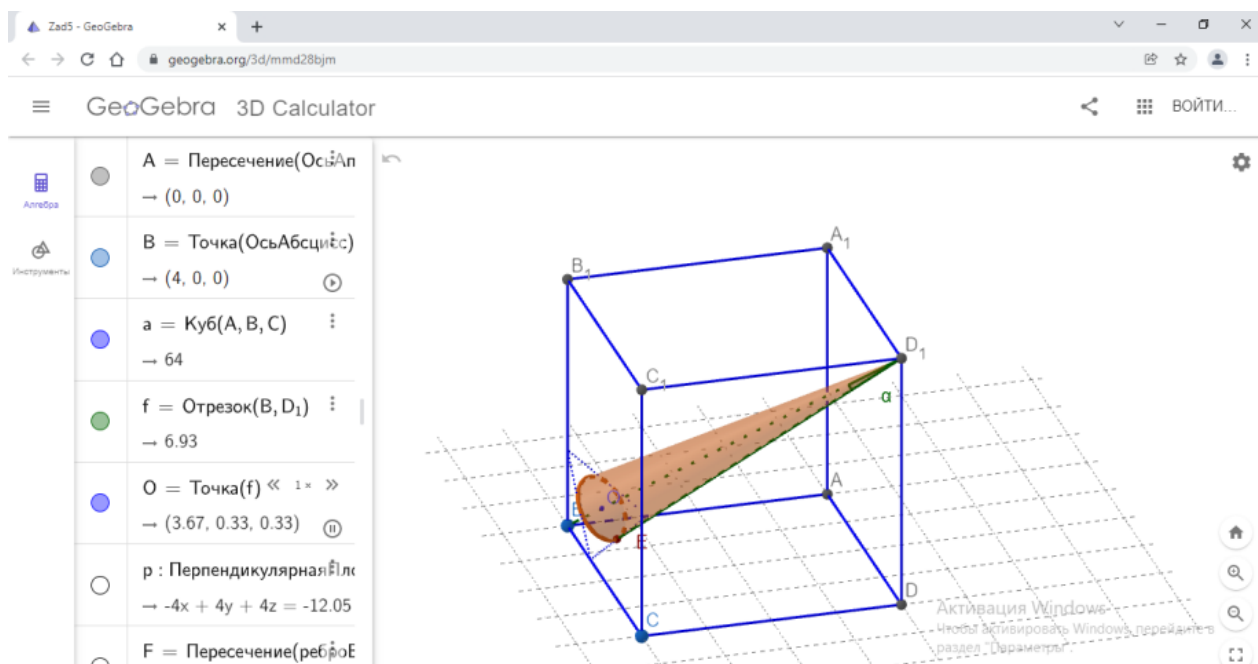 Zad5 - GeoGebra
geogebra.org/3d/mmd28bjm
GeoGebra 3D Calculator
ВОЙТИ...
Алгебра
Инструменты
A = Пересечение(ОсьАп
→ (0, 0, 0)
B = Точка(ОсьАбсцисс)
→ (4, 0, 0)
a = Куб(A, B, C)
→ 64
f = Отрезок(B, D₁)
→ 6.93
O = Точка(f) « 1 × »
→ (3.67, 0.33, 0.33)
p : ПерпендикулярнаяПло
→ -4x + 4y + 4z = -12.05
F = Пересечение(реброE
A₁
B₁
D₁
C₁
α
A
B
O
E
D
C
Активация Windows
Чтобы активировать Windows, перейдите в
раздел "Параметры".